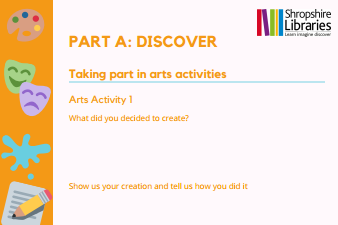 Shropshire
Libraries
Learn imagine discover
PART A: DISCOVER
Taking part in arts activities
Arts Activity 1
What did you decided to create?
Show us your creation and tell us how you did it